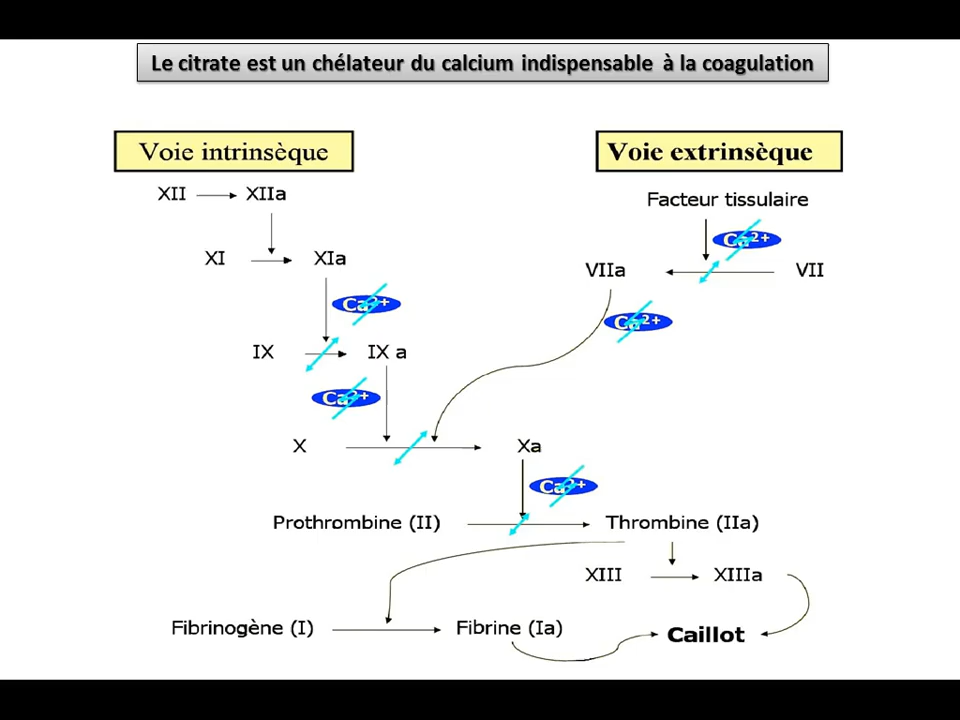 Le citrate est un chélateur du calcium indispensable à la coagulation
Voie intrinsèque
Voie extrinsèque
XII XIIa
Facteur tissulaire
Ca2+
XI XIa
VIIa VII
Ca2+
Ca2+
IX IX a
Ca2+
X Xa
Ca2+
Prothrombine (II) Thrombine (IIa)
XIII XIIIa
Fibrinogène (I) Fibrine (Ia) Caillot